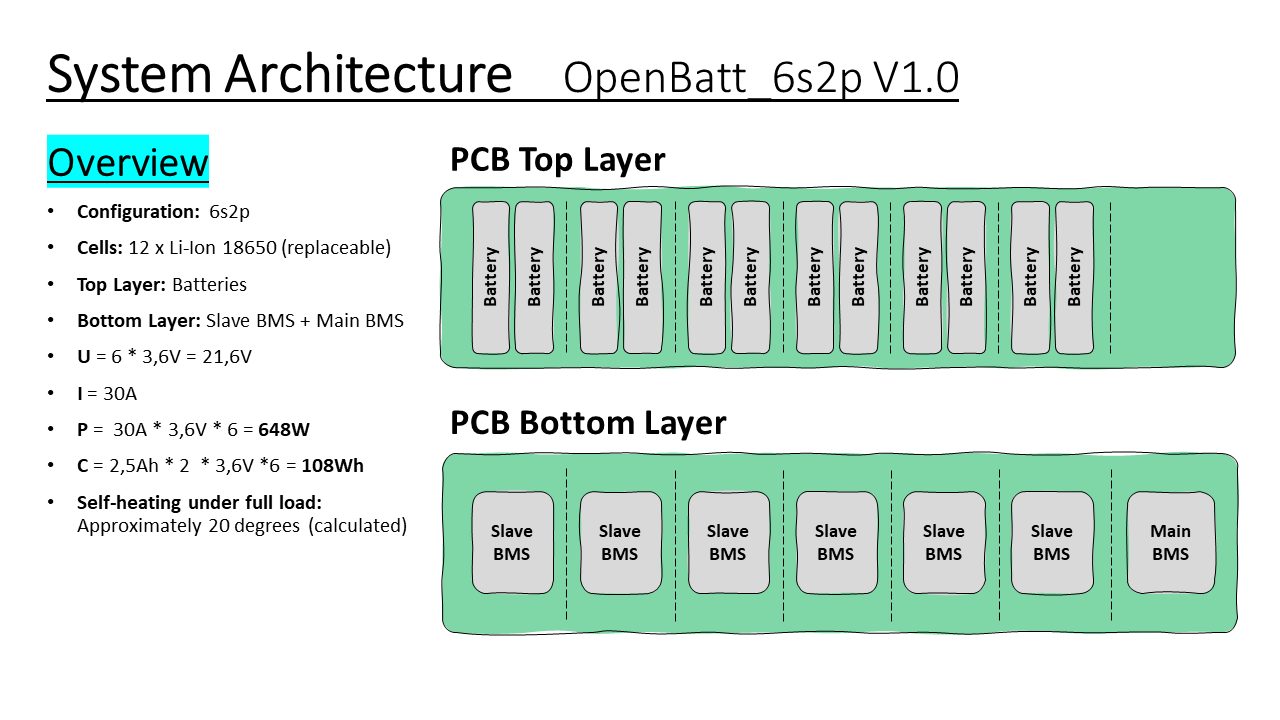 System Architecture OpenBatt_6s2p V1.0
Overview
• Configuration: 6s2p
• Cells: 12 x Li-Ion 18650 (replaceable)
• Top Layer: Batteries
• Bottom Layer: Slave BMS + Main BMS
• U = 6 * 3,6V = 21,6V
• I = 30A
• P = 30A * 3,6V * 6 = 648W
• C = 2,5Ah * 2 * 3,6V *6 = 108Wh
• Self-heating under full load:
Approximately 20 degrees (calculated)
PCB Top Layer
Battery
Battery
Battery
Battery
Battery
Battery
Battery
Battery
Battery
Battery
Battery
Battery
PCB Bottom Layer
Slave
BMS
Slave
BMS
Slave
BMS
Slave
BMS
Slave
BMS
Slave
BMS
Main
BMS